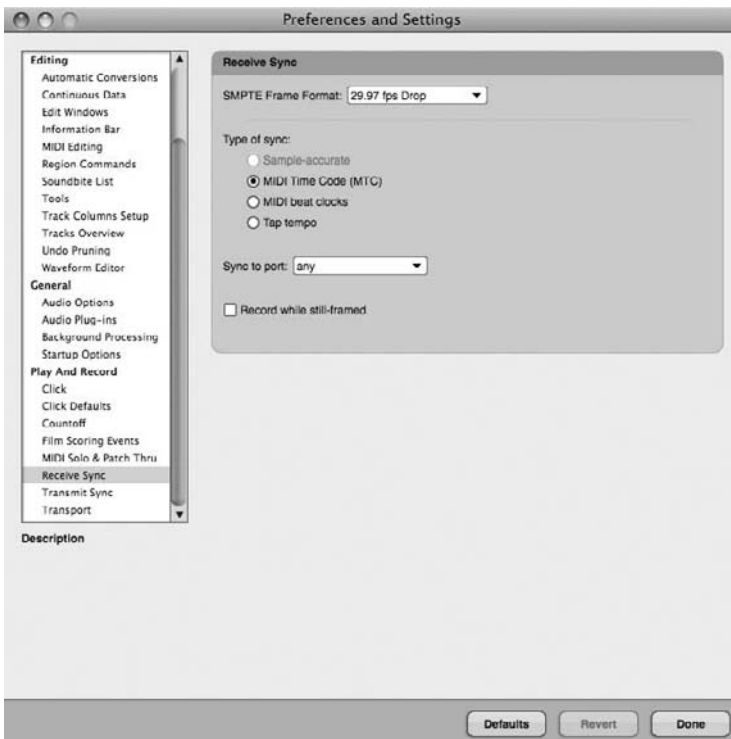 Preferences and Settings
Editing
Automatic Conversions
Continuous Data
Edit Windows
Information Bar
MIDI Editing
Region Commands
Soundbite List
Tools
Track Columns Setup
Tracks Overview
Undo Pruning
Waveform Editor
General
Audio Options
Audio Plug-ins
Background Processing
Startup Options
Play And Record
Click
Click Defaults
Countoff
Film Scoring Events
MIDI Solo & Patch Thru
Receive Sync
Transmit Sync
Transport
Description
Receive Sync
SMPTE Frame Format: 29.97 fps Drop
Type of sync:
Sample-accurate
MIDI Time Code (MTC)
MIDI beat clocks
Tap tempo
Sync to port: any
Record while still-framed
Defaults Revert Done